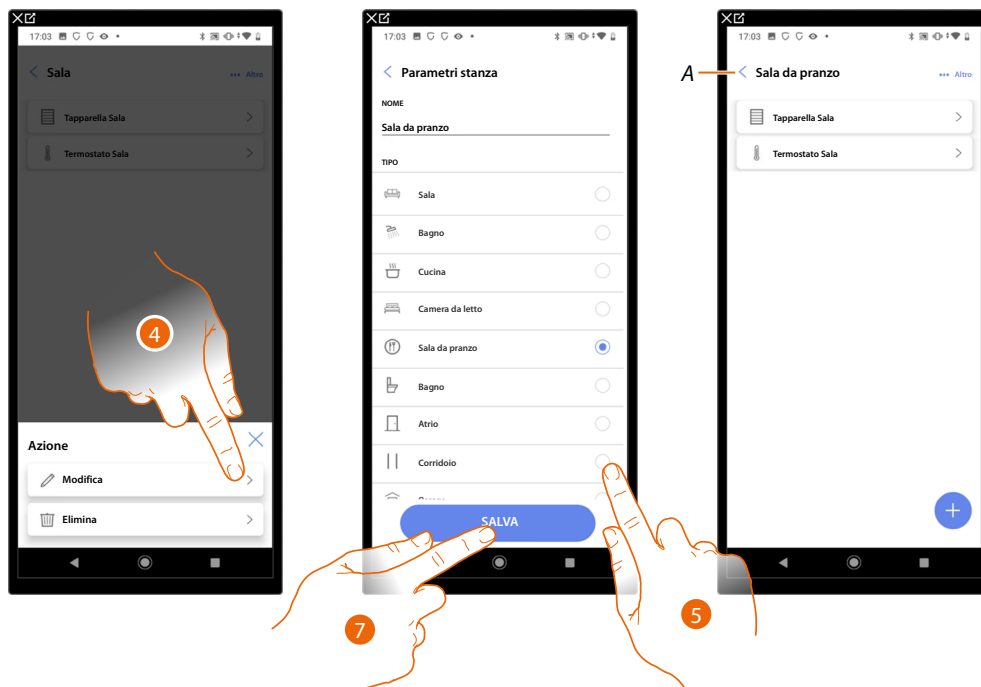 17:03
Sala
Altro
Tapparella Sala
Termostato Sala
4
Azione
Modifica
Elimina
17:03
Parametri stanza
NOME
Sala da pranzo
TIPO
Sala
Bagno
Cucina
Camera da letto
Sala da pranzo
Bagno
Atrio
Corridoio
SALVA
7
5
17:03
A
Sala da pranzo
Altro
Tapparella Sala
Termostato Sala